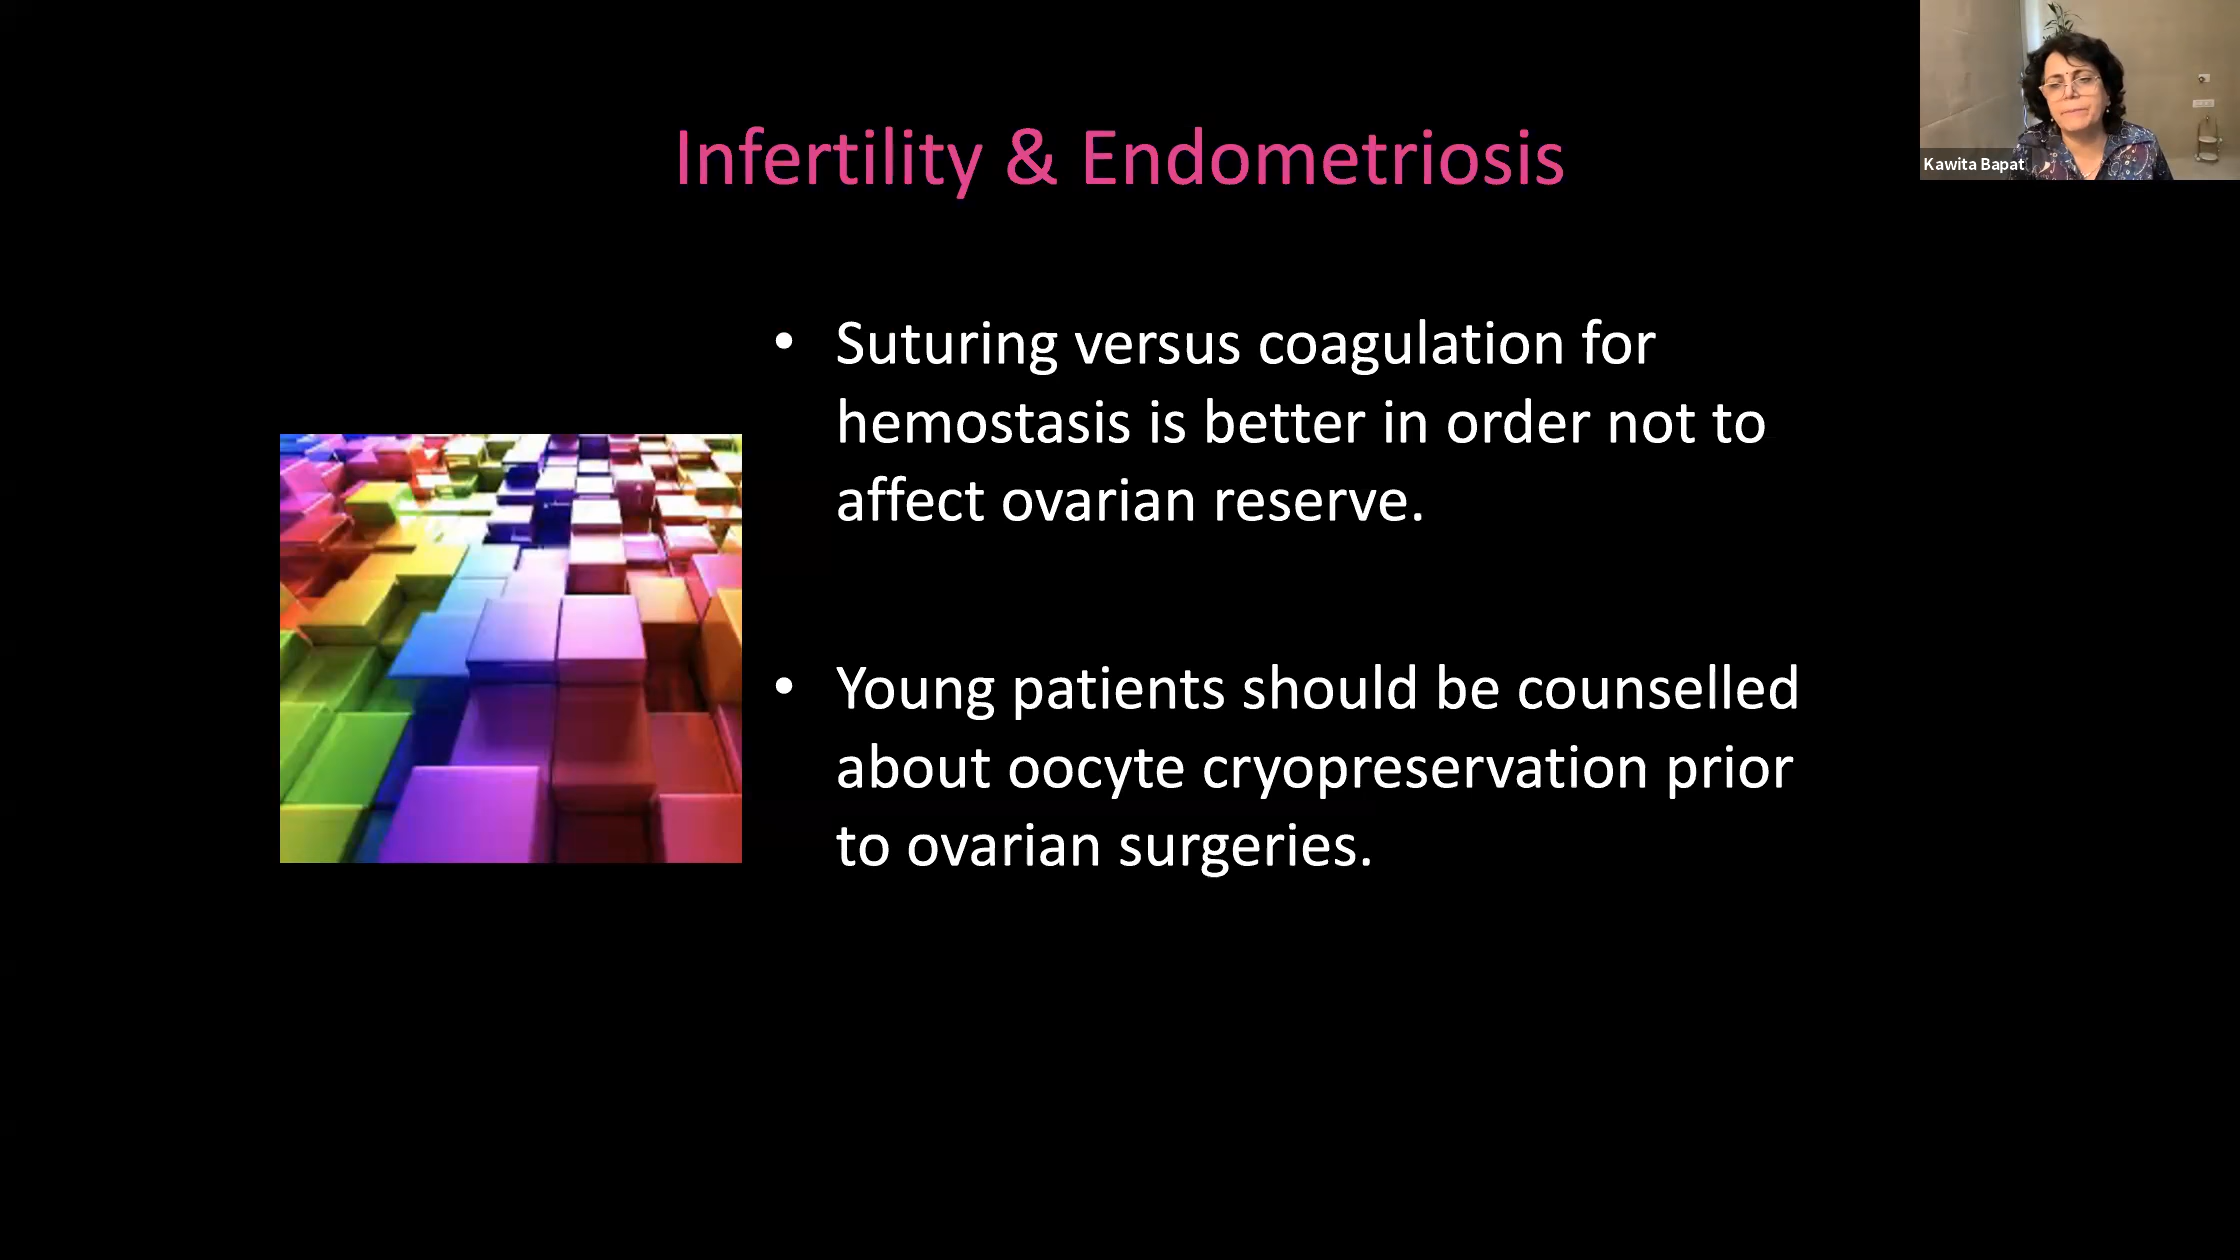 Infertility & Endometriosis
Kawita Bapat
• Suturing versus coagulation for
hemostasis is better in order not to
affect ovarian reserve.
• Young patients should be counselled
about oocyte cryopreservation prior
to ovarian surgeries.